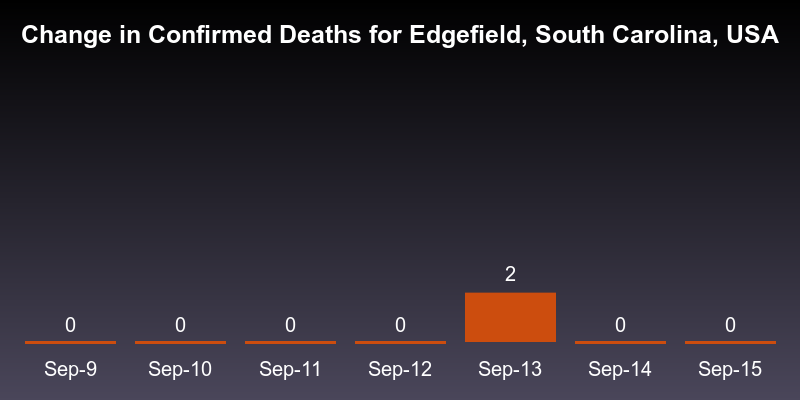 Change in Confirmed Deaths for Edgefield, South Carolina, USA
0 0 0 0 2 0 0
Sep-9 Sep-10 Sep-11 Sep-12 Sep-13 Sep-14 Sep-15